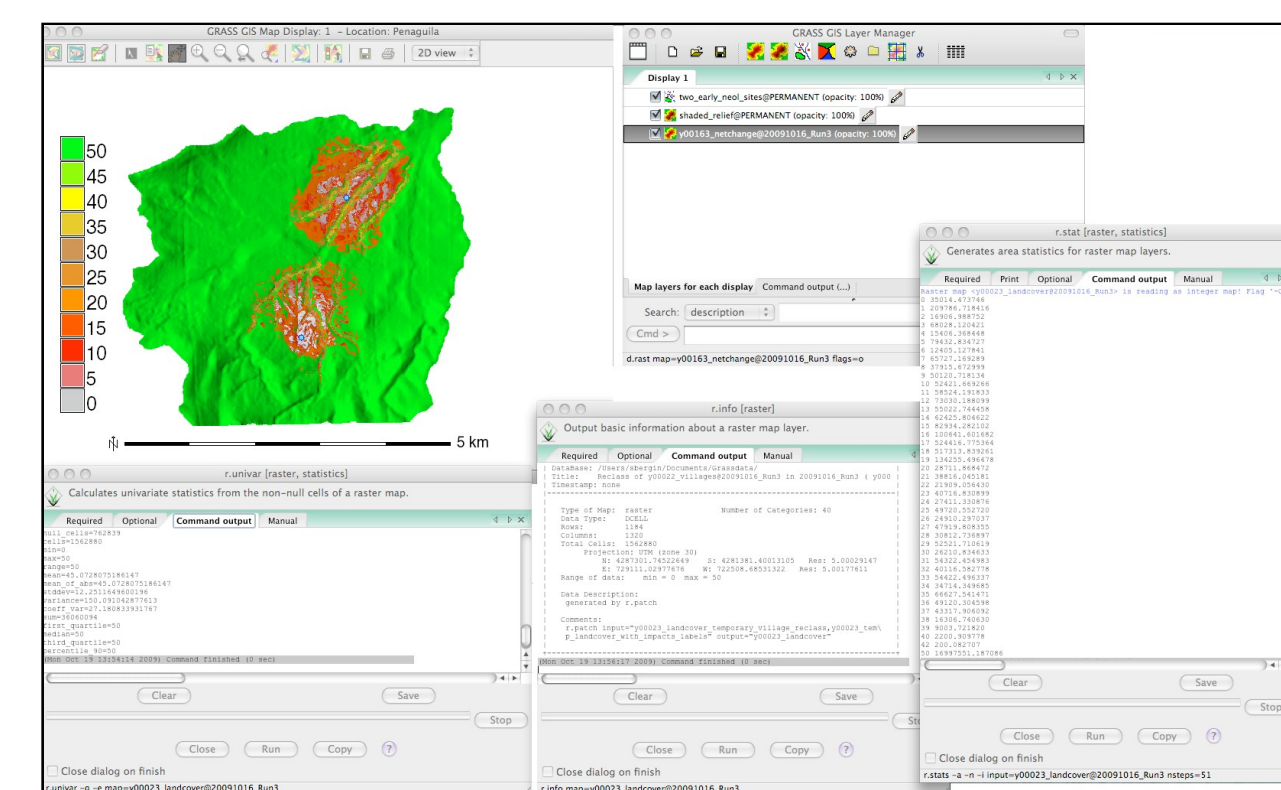 GRASS GIS Map Display: 1 - Location: Penaguila
2D view
50
45
40
35
30
25
20
15
10
5
0
N
5 km
GRASS GIS Layer Manager
Display 1
two_early_neol_sites@PERMANENT (opacity: 100%)
shaded_relief@PERMANENT (opacity: 100%)
y00163_netchange@20091016_Run3 (opacity: 100%)
Map layers for each display Command output (...)
Search: description
Cmd >
d.rast map=y00163_netchange@20091016_Run3 flags=o
r.univar [raster, statistics]
Calculates univariate statistics from the non-null cells of a raster map.
Required Optional Command output Manual
null_cells=762839
cells=1562880
min=0
max=50
range=50
mean=45.0728075186147
mean_of_abs=45.0728075186147
stddev=12.2511649600196
variance=150.091042877613
coeff_var=27.180833931767
sum=36060094
first_quartile=50
median=50
third_quartile=50
percentile_90=50
(Mon Oct 19 13:54:14 2009) Command finished (0 sec)
Clear Save
Stop
Close Run Copy ?
Close dialog on finish
r.univar -g -e map=y00023_landcover@20091016_Run3
r.info [raster]
Output basic information about a raster map layer.
Required Optional Command output Manual
| DataBase: /Users/sbergin/Documents/Grassdata/
| Title: Reclass of y00022_villages@20091016_Run3 in 20091016_Run3 ( y000 |
| Timestamp: none
Type of Map: raster Number of Categories: 40
Data Type: DCELL
Rows: 1184
Columns: 1320
Total Cells: 1562880
Projection: UTM (zone 30)
N: 4287301.74522649 S: 4281381.40013105 Res: 5.00029147
E: 729111.02977676 W: 722508.68531322 Res: 5.00177611
Range of data: min = 0 max = 50
Data Description:
generated by r.patch
Comments:
r.patch input="y00023_landcover_temporary_village_reclass,y00023_tem\
p_landcover_with_impacts_labels" output="y00023_landcover"
(Mon Oct 19 13:56:17 2009) Command finished (0 sec)
Clear Save
Close Run Copy ?
Close dialog on finish
r.info map=y00023_landcover@20091016_Run3
r.stat [raster, statistics]
Generates area statistics for raster map layers.
Required Print Optional Command output Manual
Raster map <y00023_landcover@20091016_Run3> is reading as integer map! Flag
0 35014.473746
1 209786.718416
2 16906.988752
3 68028.120421
4 15406.368448
5 79432.834727
6 12405.127841
7 65727.169289
8 37915.672999
9 50120.718134
10 52421.669266
11 58524.191833
12 73030.188099
13 55022.744458
14 62425.804622
15 82934.282102
16 100641.601682
17 524416.775364
18 517313.839261
19 134255.496478
20 28711.868472
21 38816.045181
22 21909.056430
23 40716.830899
24 27411.330876
25 49720.552720
26 24910.297037
27 47919.808355
28 30812.736897
29 52521.710619
30 26210.834633
31 54322.454983
32 40116.582778
33 54422.496337
34 34714.349685
35 66627.541471
36 49120.304598
37 43317.906092
38 16306.740630
39 9003.721820
40 2200.909778
42 200.082707
50 16997551.187086
Clear Save
Stop
Close Run Copy ?
Close dialog on finish
r.stats -a -n -i input=y00023_landcover@20091016_Run3 nsteps=51